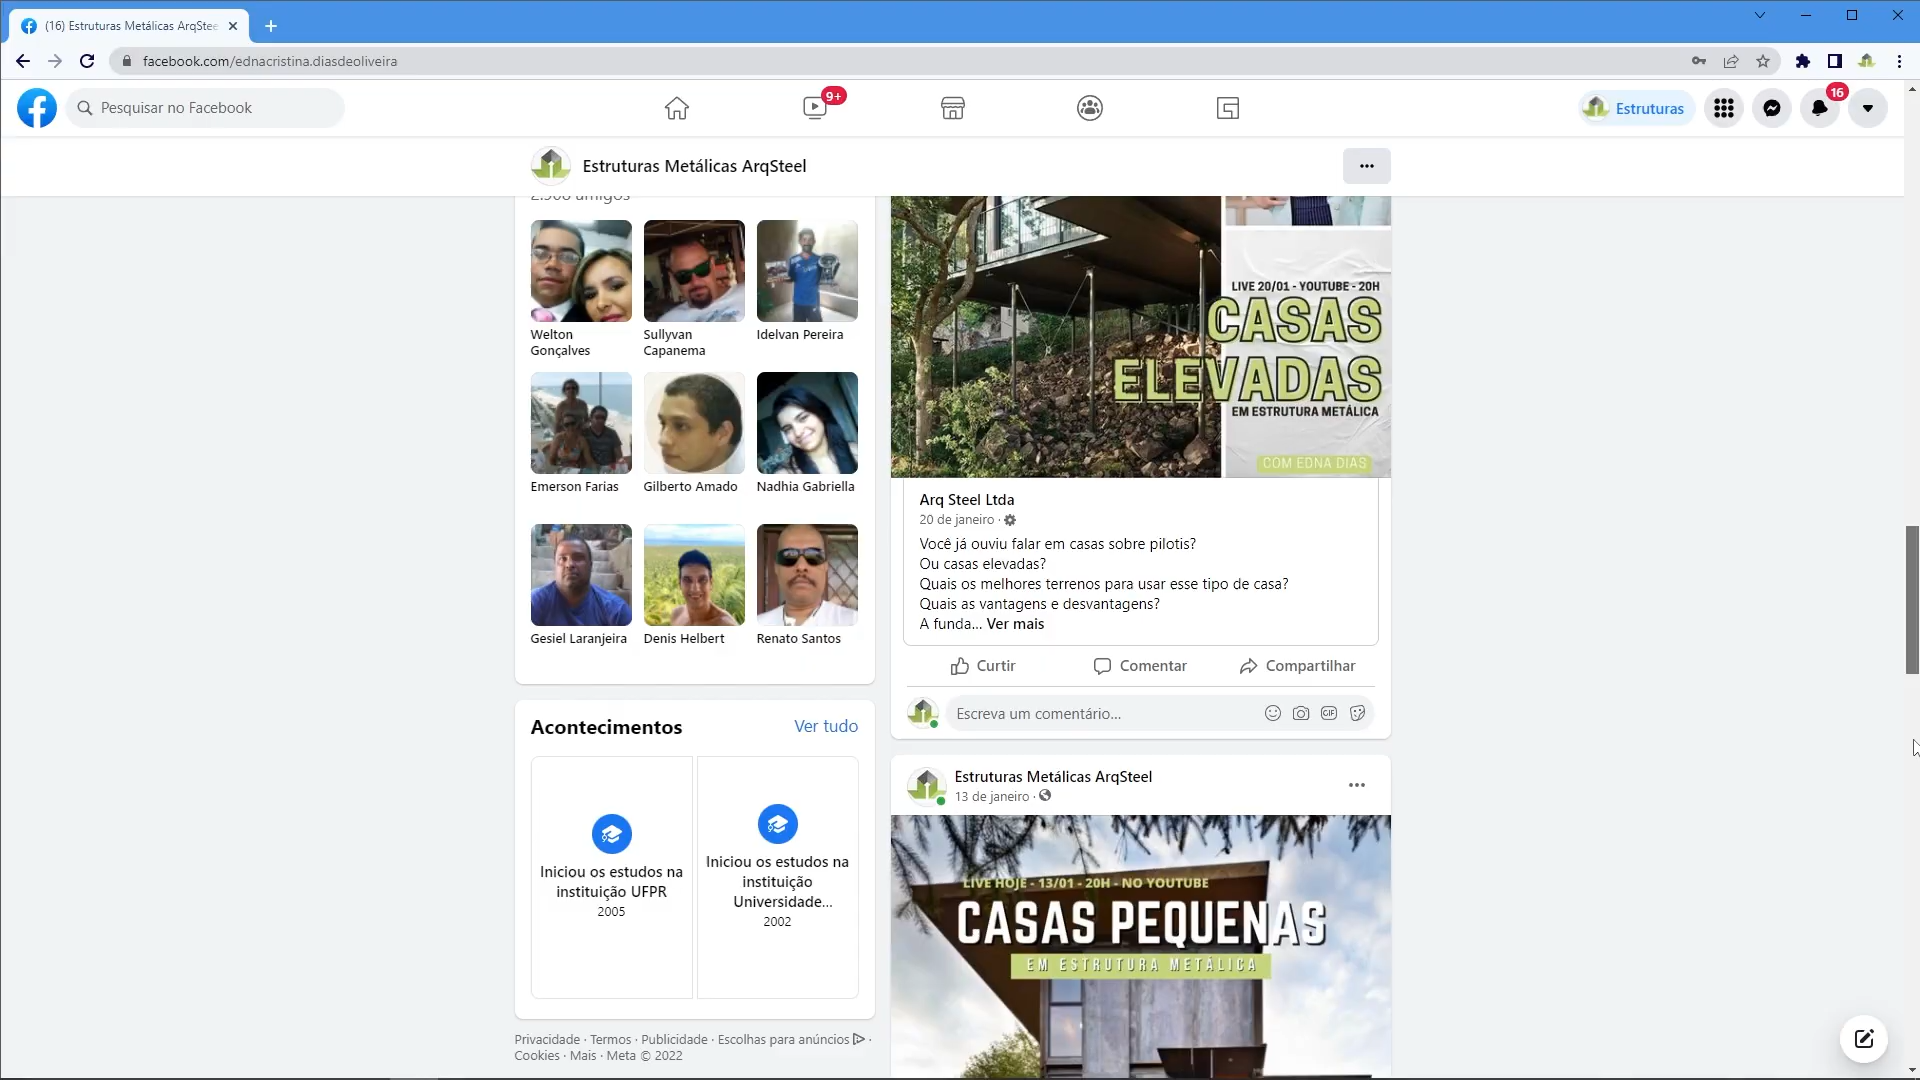 (16) Estruturas Metálicas ArqStee
facebook.com/ednacristina.diasdeoliveira
Pesquisar no Facebook
9+
Estruturas
16
Estruturas Metálicas ArqSteel
Welton Gonçalves
Sullyvan Capanema
Idelvan Pereira
Emerson Farias
Gilberto Amado
Nadhia Gabriella
Gesiel Laranjeira
Denis Helbert
Renato Santos
Acontecimentos
Ver tudo
Iniciou os estudos na
instituição UFPR
2005
Iniciou os estudos na
instituição
Universidade...
2002
Privacidade · Termos · Publicidade · Escolhas para anúncios ·
Cookies · Mais · Meta © 2022
LIVE 20/01 - YOUTUBE - 20H
CASAS
ELEVADAS
EM ESTRUTURA METÁLICA
COM EDNA DIAS
Arq Steel Ltda
20 de janeiro ·
Você já ouviu falar em casas sobre pilotis?
Ou casas elevadas?
Quais os melhores terrenos para usar esse tipo de casa?
Quais as vantagens e desvantagens?
A funda... Ver mais
Curtir
Comentar
Compartilhar
Escreva um comentário...
GIF
Estruturas Metálicas ArqSteel
13 de janeiro ·
LIVE HOJE - 13/01 - 20H - NO YOUTUBE
CASAS PEQUENAS
EM ESTRUTURA METÁLICA